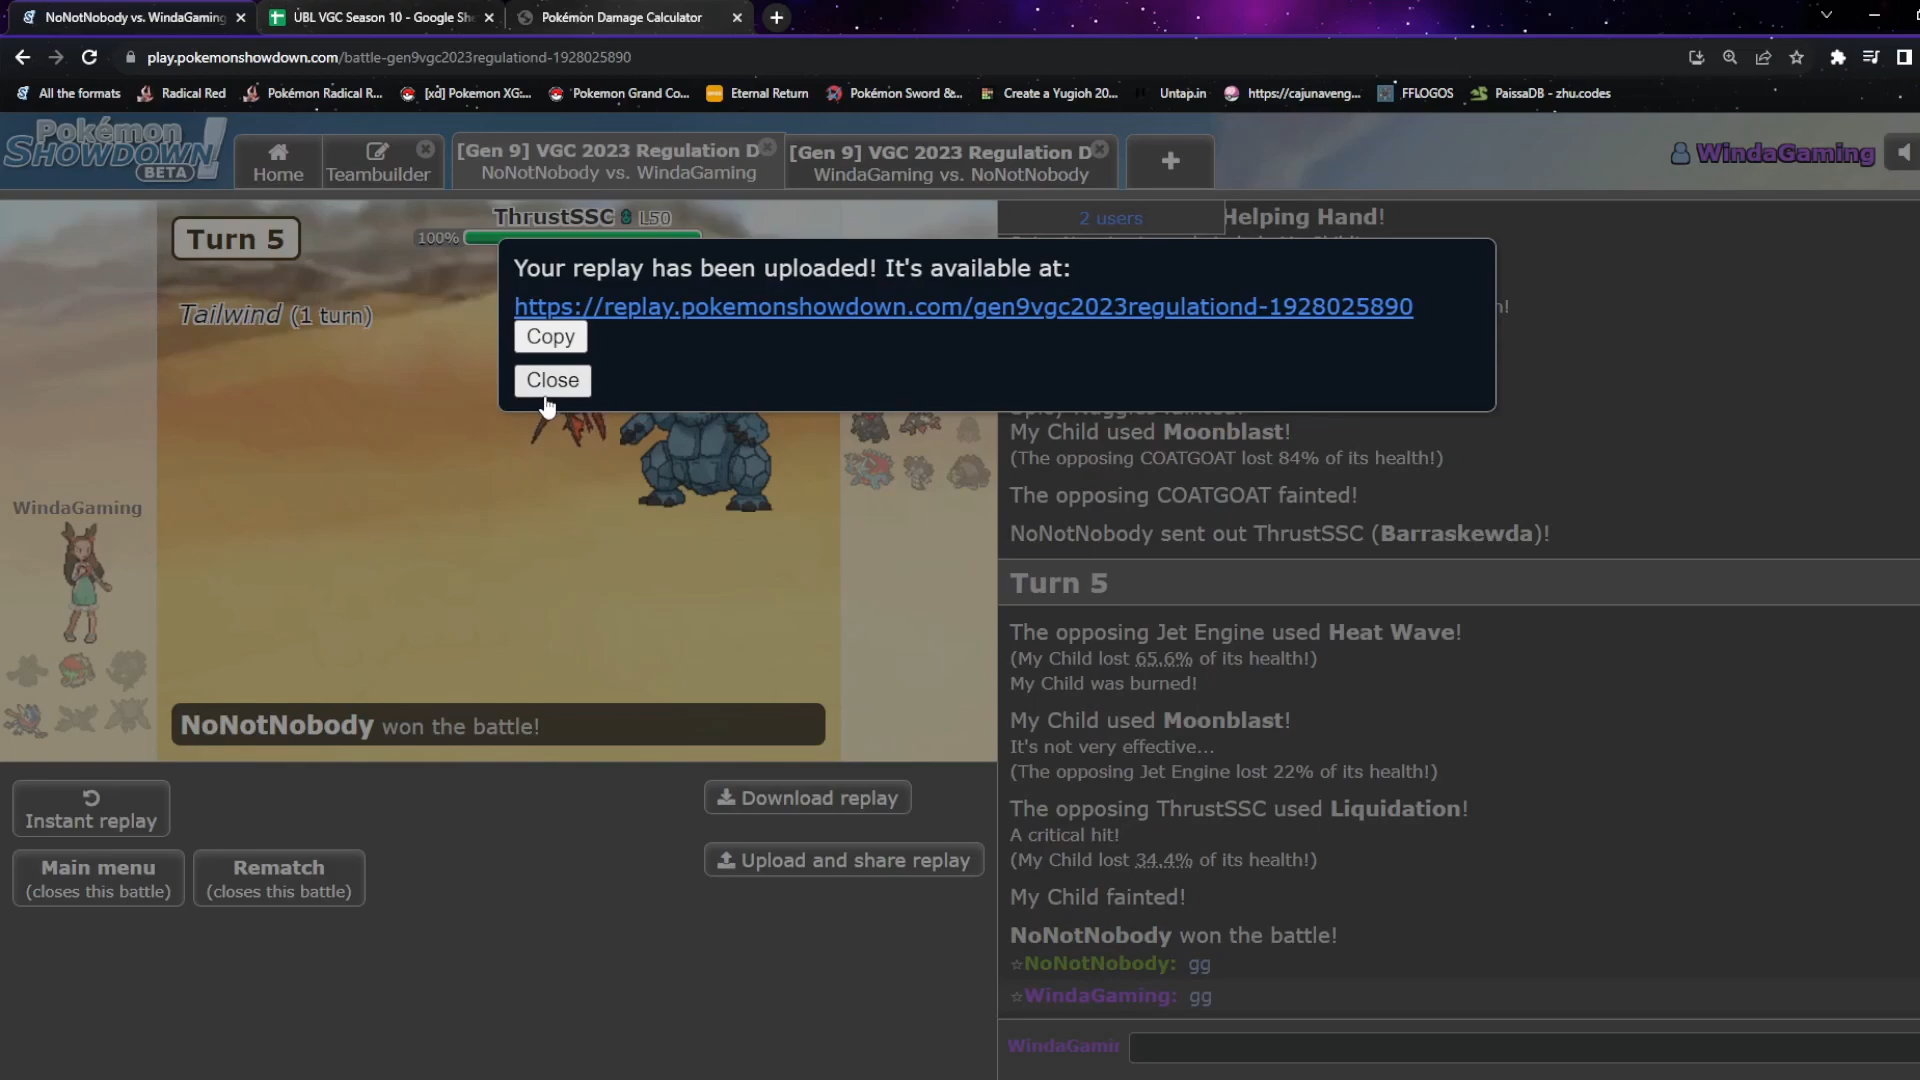 NoNotNobody vs. WindaGaming
UBL VGC Season 10 - Google She
Pokémon Damage Calculator
play.pokemonshowdown.com/battle-gen9vgc2023regulationd-1928025890
All the formats
Radical Red
Pokémon Radical R...
[xd] Pokemon XG:...
Pokemon Grand Co...
Eternal Return
Pokémon Sword &...
Create a Yugioh 20...
Untap.in
https://cajunaveng...
FFLOGOS
PaissaDB - zhu.codes
Pokémon
SHOWDOWN!
BETA
Home
Teambuilder
[Gen 9] VGC 2023 Regulation D
NoNotNobody vs. WindaGaming
[Gen 9] VGC 2023 Regulation D
WindaGaming vs. NoNotNobody
WindaGaming
Turn 5
ThrustSSC L50
100%
Tailwind (1 turn)
2 users
Helping Hand!
Your replay has been uploaded! It's available at:
https://replay.pokemonshowdown.com/gen9vgc2023regulationd-1928025890
Copy
Close
WindaGaming
NoNotNobody won the battle!
My Child used Moonblast!
(The opposing COATGOAT lost 84% of its health!)
The opposing COATGOAT fainted!
NoNotNobody sent out ThrustSSC (Barraskewda)!
Turn 5
The opposing Jet Engine used Heat Wave!
(My Child lost 65.6% of its health!)
My Child was burned!
My Child used Moonblast!
It's not very effective...
(The opposing Jet Engine lost 22% of its health!)
The opposing ThrustSSC used Liquidation!
A critical hit!
(My Child lost 34.4% of its health!)
My Child fainted!
NoNotNobody won the battle!
☆NoNotNobody: gg
☆WindaGaming: gg
WindaGamin
Instant replay
Download replay
Upload and share replay
Main menu
(closes this battle)
Rematch
(closes this battle)